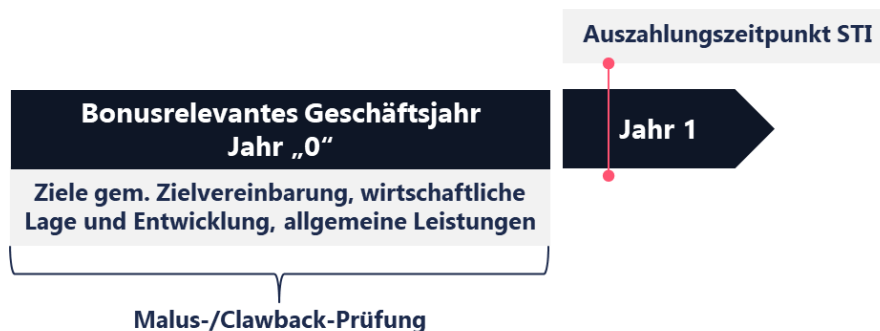 Auszahlungszeitpunkt STI
Bonusrelevantes Geschäftsjahr
Jahr „0“
Jahr 1
Ziele gem. Zielvereinbarung, wirtschaftliche
Lage und Entwicklung, allgemeine Leistungen
Malus-/Clawback-Prüfung